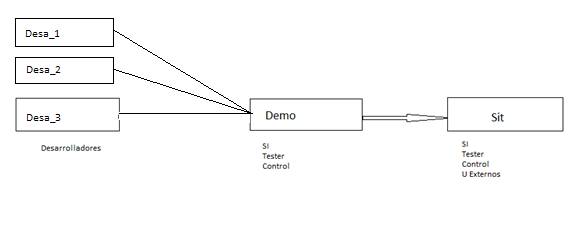 Desa_1
Desa_2
Desa_3
Desarrolladores
Demo
SI
Tester
Control
Sit
SI
Tester
Control
U Externos